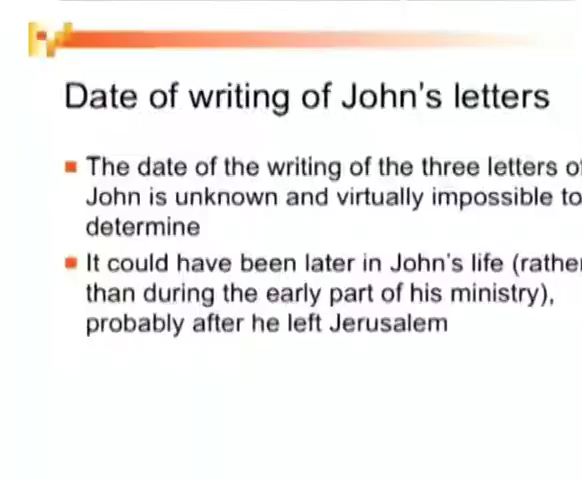 Date of writing of John's letters
The date of the writing of the three letters of
John is unknown and virtually impossible to
determine
It could have been later in John's life (rather
than during the early part of his ministry),
probably after he left Jerusalem